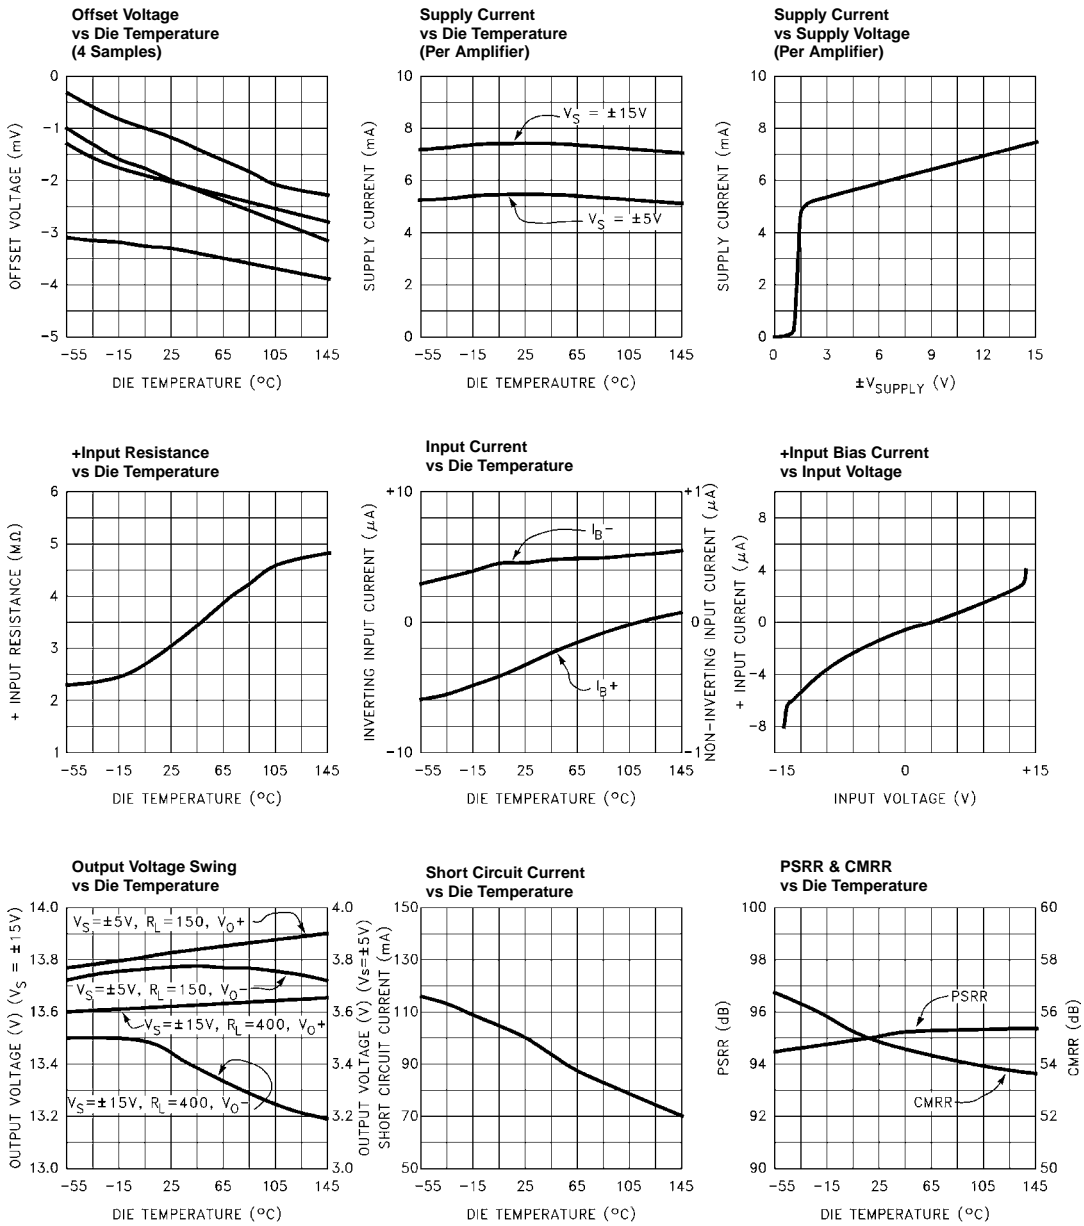 Offset Voltage
vs Die Temperature
(4 Samples)
0
-1
-2
-3
-4
-5
OFFSET VOLTAGE (mV)
-55 -15 25 65 105 145
DIE TEMPERATURE (°C)
Supply Current
vs Die Temperature
(Per Amplifier)
10
8
6
4
2
0
SUPPLY CURRENT (mA)
VS = ±15V
VS = ±5V
-55 -15 25 65 105 145
DIE TEMPERAUTRE (°C)
Supply Current
vs Supply Voltage
(Per Amplifier)
10
8
6
4
2
0
SUPPLY CURRENT (mA)
0 3 6 9 12 15
±VSUPPLY (V)
+Input Resistance
vs Die Temperature
6
5
4
3
2
1
+ INPUT RESISTANCE (MΩ)
-55 -15 25 65 105 145
DIE TEMPERATURE (°C)
Input Current
vs Die Temperature
+10
0
-10
INVERTING INPUT CURRENT (μA)
IB-
IB+
+1
0
-1
NON-INVERTING INPUT CURRENT (μA)
-55 -15 25 65 105 145
DIE TEMPERATURE (°C)
+Input Bias Current
vs Input Voltage
8
4
0
-4
-8
+ INPUT CURRENT (μA)
-15 0 +15
INPUT VOLTAGE (V)
Output Voltage Swing
vs Die Temperature
14.0
13.8
13.6
13.4
13.2
13.0
OUTPUT VOLTAGE (V) (VS = ±15V)
VS=±5V, RL=150, VO+
VS=±5V, RL=150, VO-
VS=±15V, RL=400, VO+
VS=±15V, RL=400, VO-
4.0
3.8
3.6
3.4
3.2
3.0
OUTPUT VOLTAGE (V) (Vs=±5V)
-55 -15 25 65 105 145
DIE TEMPERATURE (°C)
Short Circuit Current
vs Die Temperature
150
130
110
90
70
50
SHORT CIRCUIT CURRENT (mA)
-55 -15 25 65 105 145
DIE TEMPERATURE (°C)
PSRR & CMRR
vs Die Temperature
100
98
96
94
92
90
PSRR (dB)
PSRR
CMRR
60
58
56
54
52
50
CMRR (dB)
-55 -15 25 65 105 145
DIE TEMPERATURE (°C)